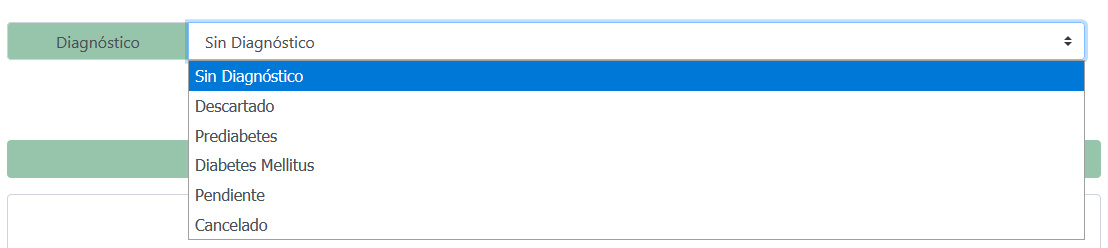 Diagnóstico
Sin Diagnóstico
Sin Diagnóstico
Descartado
Prediabetes
Diabetes Mellitus
Pendiente
Cancelado